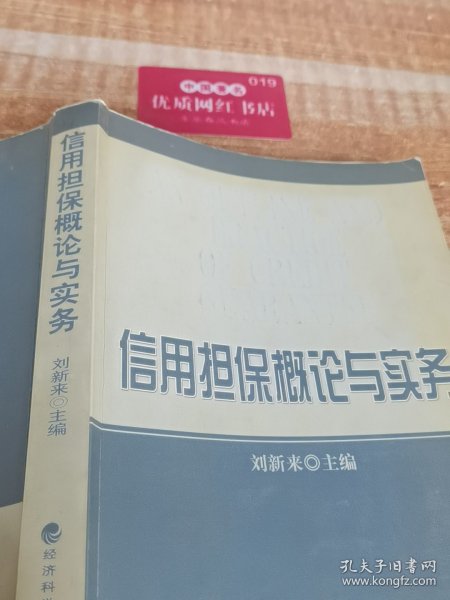 019
中国著名
优质网红书店
信用担保概论与实务
刘新来◎主编
经济科学
信用担保概论与实务
刘新来◎主编
孔夫子旧书网
www.kongfz.com